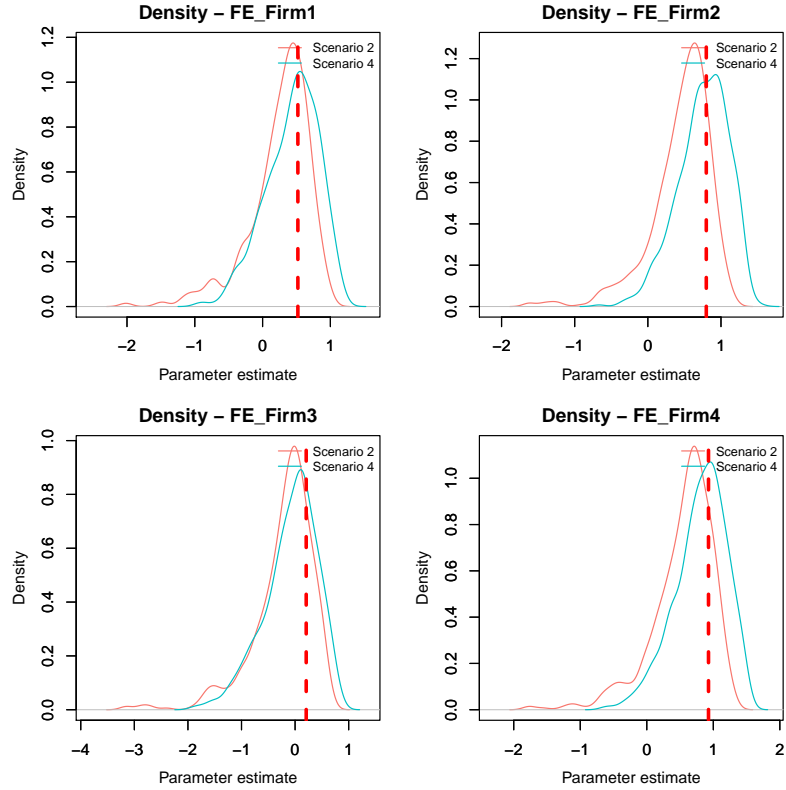 Density − FE_Firm1
Density
0.0 0.2 0.4 0.6 0.8 1.0 1.2
Scenario 2
Scenario 4
−2 −1 0 1
Parameter estimate
Density − FE_Firm2
Density
0.0 0.2 0.4 0.6 0.8 1.0 1.2
Scenario 2
Scenario 4
−2 −1 0 1
Parameter estimate
Density − FE_Firm3
Density
0.0 0.2 0.4 0.6 0.8 1.0
Scenario 2
Scenario 4
−4 −3 −2 −1 0 1
Parameter estimate
Density − FE_Firm4
Density
0.0 0.2 0.4 0.6 0.8 1.0
Scenario 2
Scenario 4
−2 −1 0 1 2
Parameter estimate